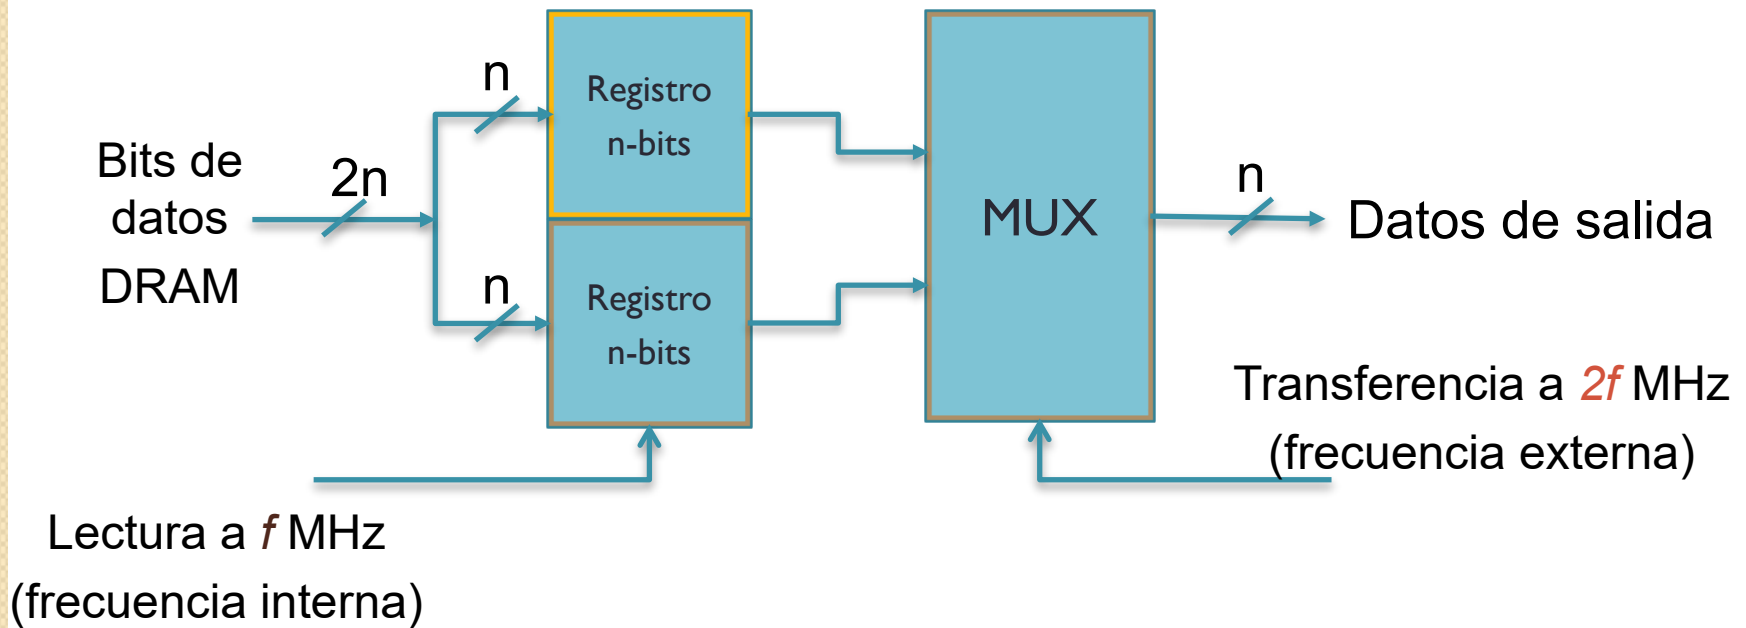 Bits de
datos
DRAM
2n
n
n
Registro
n-bits
Registro
n-bits
MUX
n
Datos de salida
Transferencia a 2f MHz
(frecuencia externa)
Lectura a f MHz
(frecuencia interna)